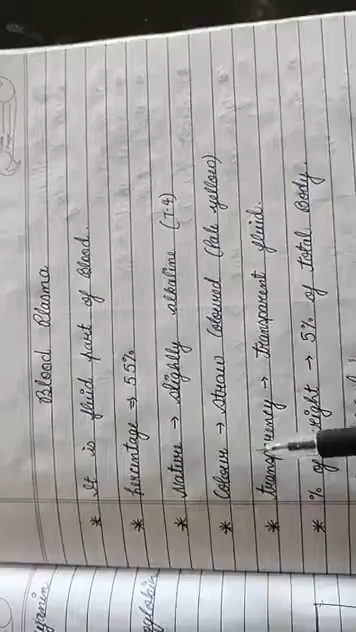 Blood Plasma
* It is fluid part of Blood.
* Percentage → 55%
* Nature → slightly alkaline (7.4)
* Colour → Straw Coloured (Pale yellow)
* transparency → transparent fluid.
* % of → 5% of total Body.